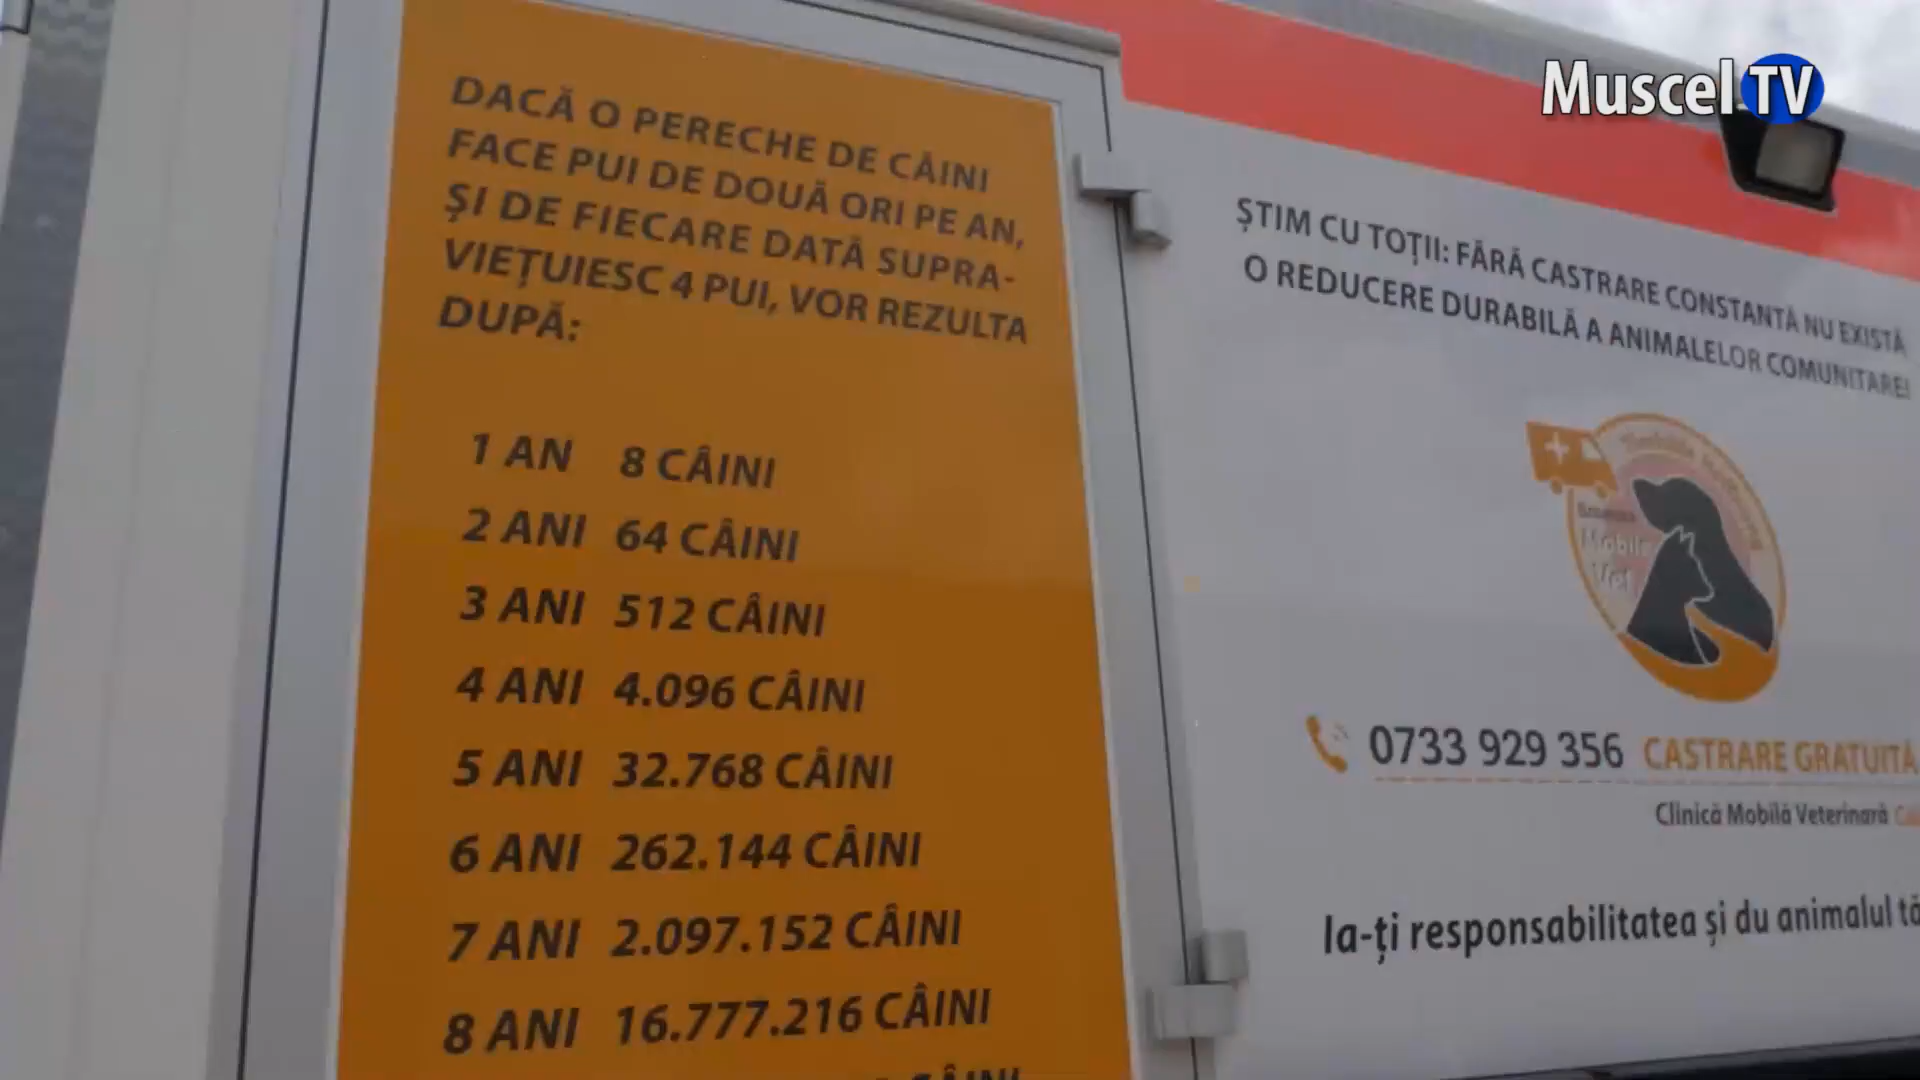 Muscel TV
DACĂ O PERECHE DE CÂINI
FACE PUI DE DOUĂ ORI PE AN,
ȘI DE FIECARE DATĂ SUPRA-
VIEȚUIESC 4 PUI, VOR REZULTA
DUPĂ:
1 AN 8 CÂINI
2 ANI 64 CÂINI
3 ANI 512 CÂINI
4 ANI 4.096 CÂINI
5 ANI 32.768 CÂINI
6 ANI 262.144 CÂINI
7 ANI 2.097.152 CÂINI
8 ANI 16.777.216 CÂINI
ȘTIM CU TOȚII: FĂRĂ CASTRARE CONSTANTĂ NU EXISTĂ
O REDUCERE DURABILĂ A ANIMALELOR COMUNITARE!
Mobile
Vet
0733 929 356 CASTRARE GRATUITĂ
Clinică Mobilă Veterinară
Ia-ți responsabilitatea și du animalul tă